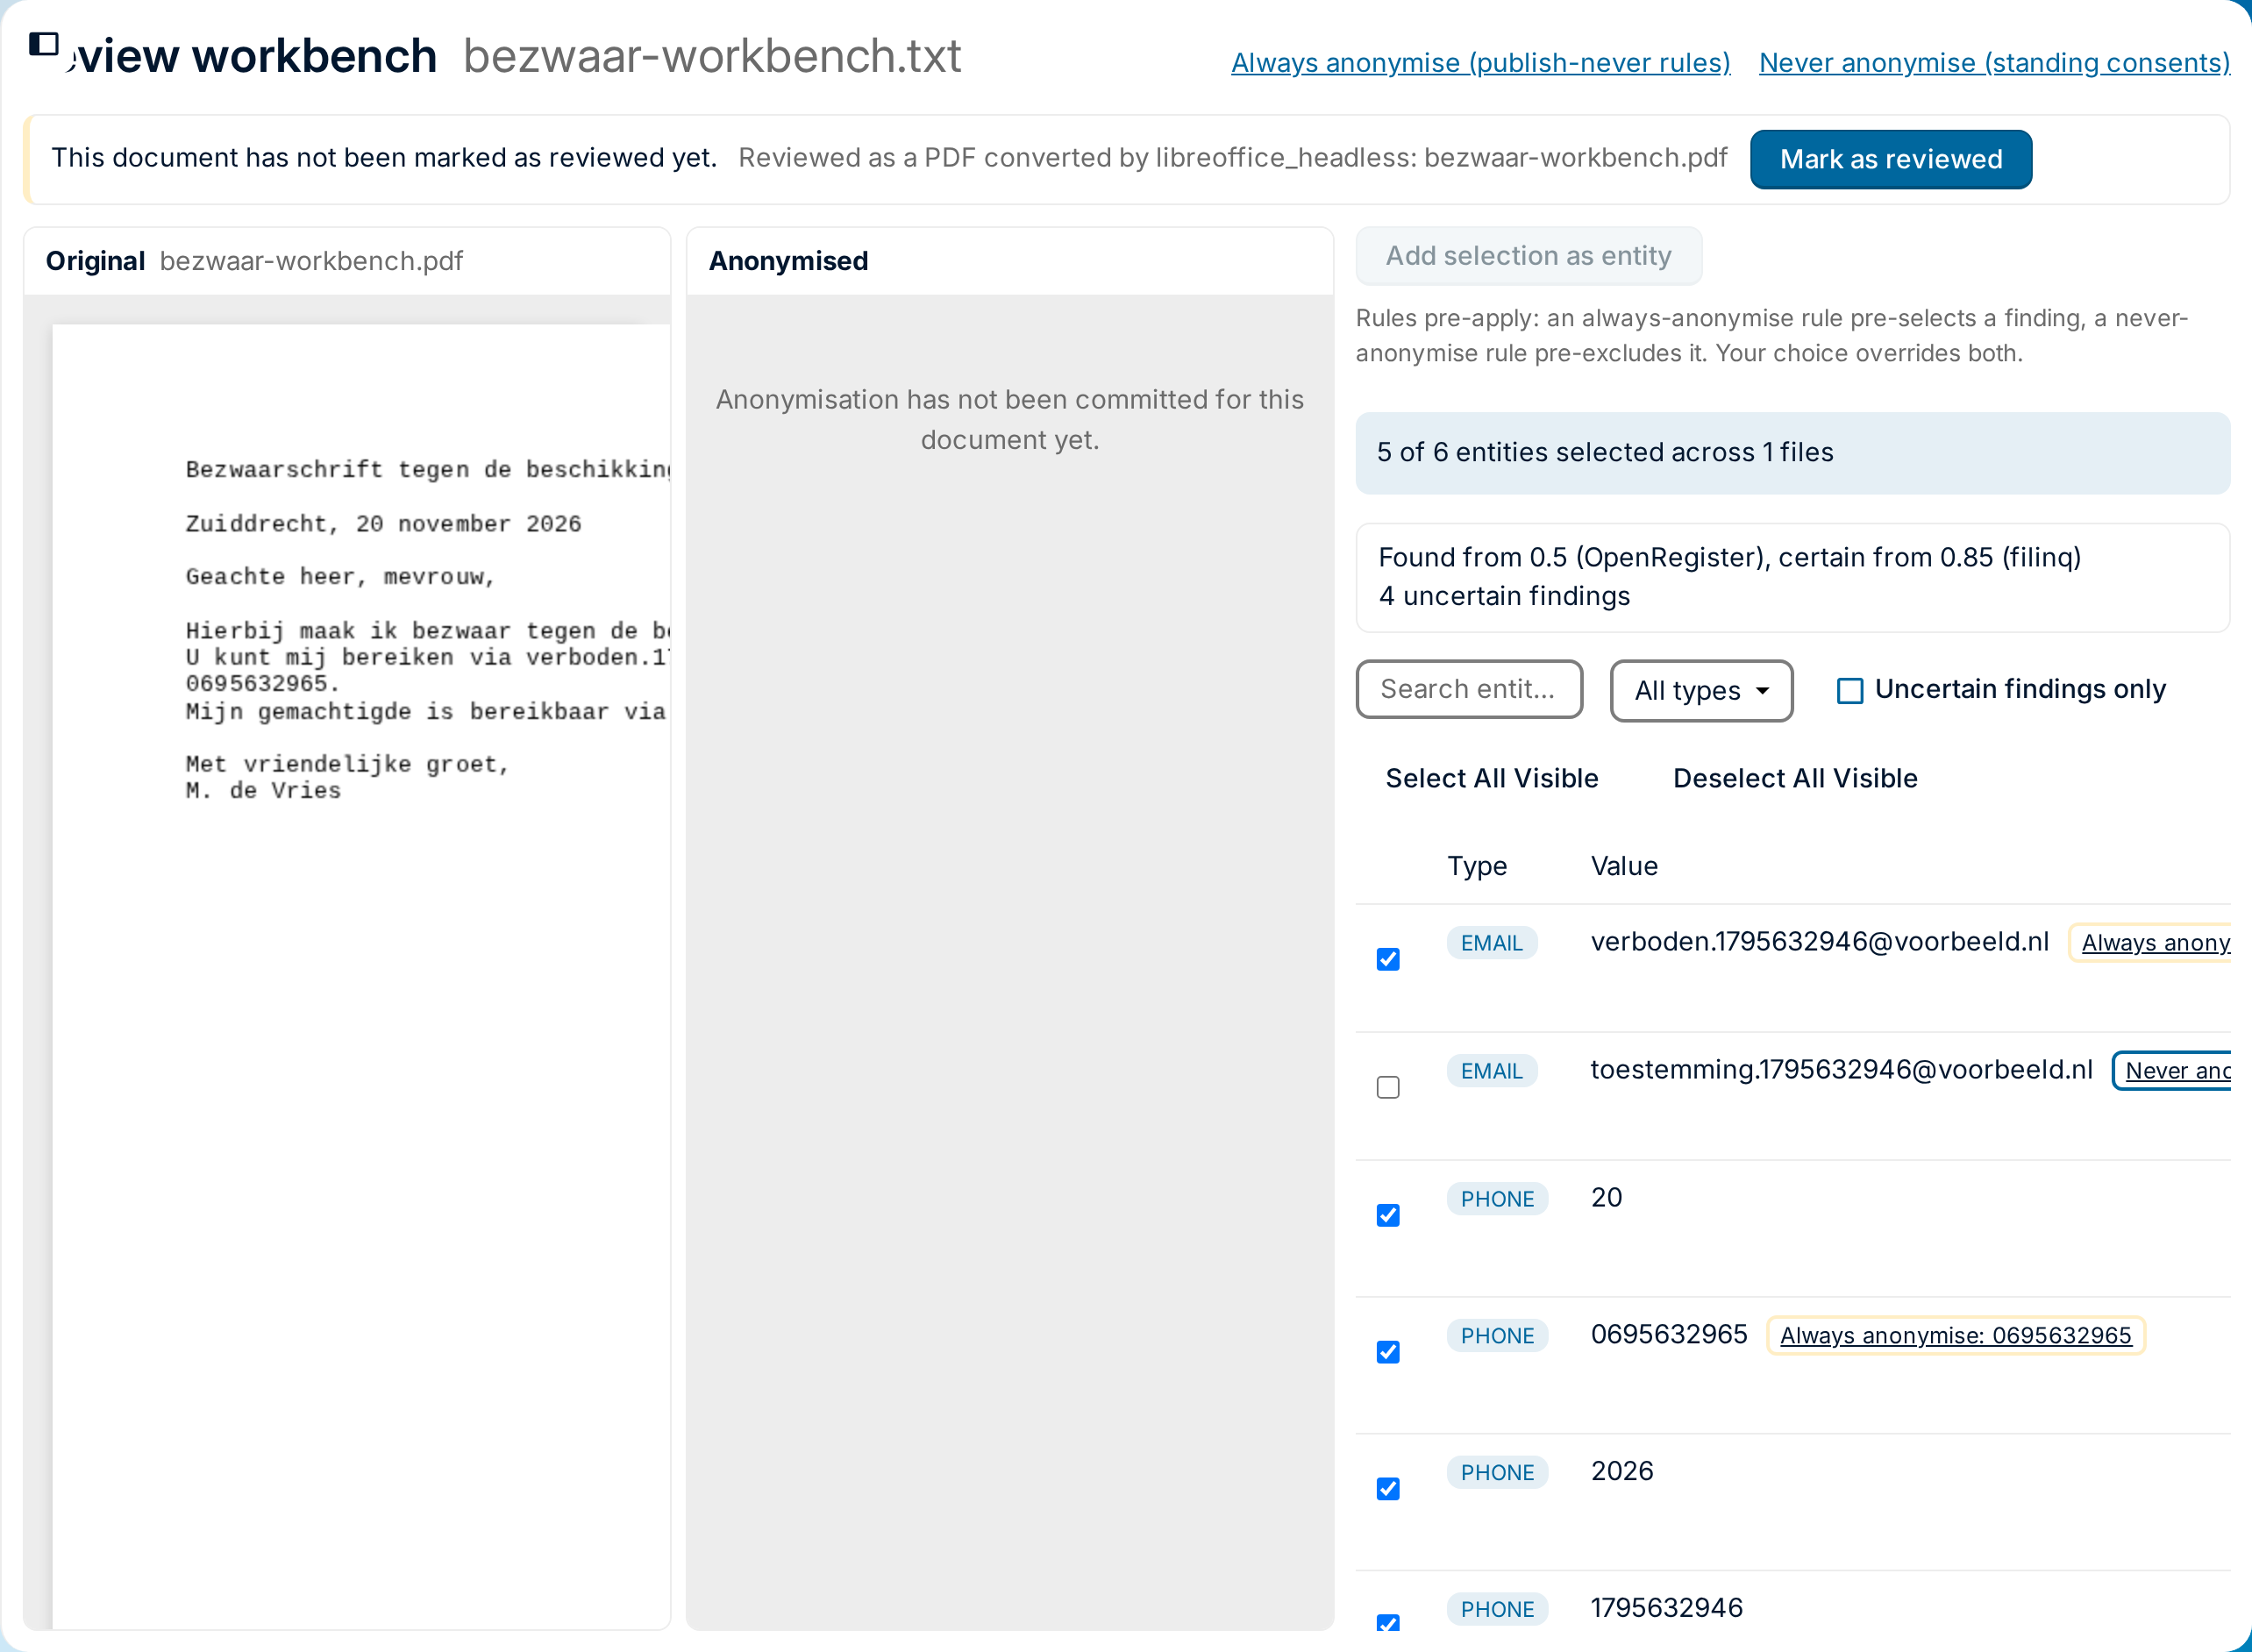 view workbench bezwaar-workbench.txt
Always anonymise (publish-never rules) Never anonymise (standing consents)
This document has not been marked as reviewed yet. Reviewed as a PDF converted by libreoffice_headless: bezwaar-workbench.pdf Mark as reviewed
Original bezwaar-workbench.pdf
Bezwaarschrift tegen de beschikking
Zuiddrecht, 20 november 2026
Geachte heer, mevrouw,
Hierbij maak ik bezwaar tegen de
U kunt mij bereiken via verboden.17
0695632965.
Mijn gemachtigde is bereikbaar via
Met vriendelijke groet,
M. de Vries
Anonymised
Anonymisation has not been committed for this
document yet.
Add selection as entity
Rules pre-apply: an always-anonymise rule pre-selects a finding, a never-
anonymise rule pre-excludes it. Your choice overrides both.
5 of 6 entities selected across 1 files
Found from 0.5 (OpenRegister), certain from 0.85 (filinq)
4 uncertain findings
Search entit... All types Uncertain findings only
Select All Visible Deselect All Visible
Type Value
EMAIL verboden.1795632946@voorbeeld.nl Always anony
EMAIL toestemming.1795632946@voorbeeld.nl Never ano
PHONE 20
PHONE 0695632965 Always anonymise: 0695632965
PHONE 2026
PHONE 1795632946